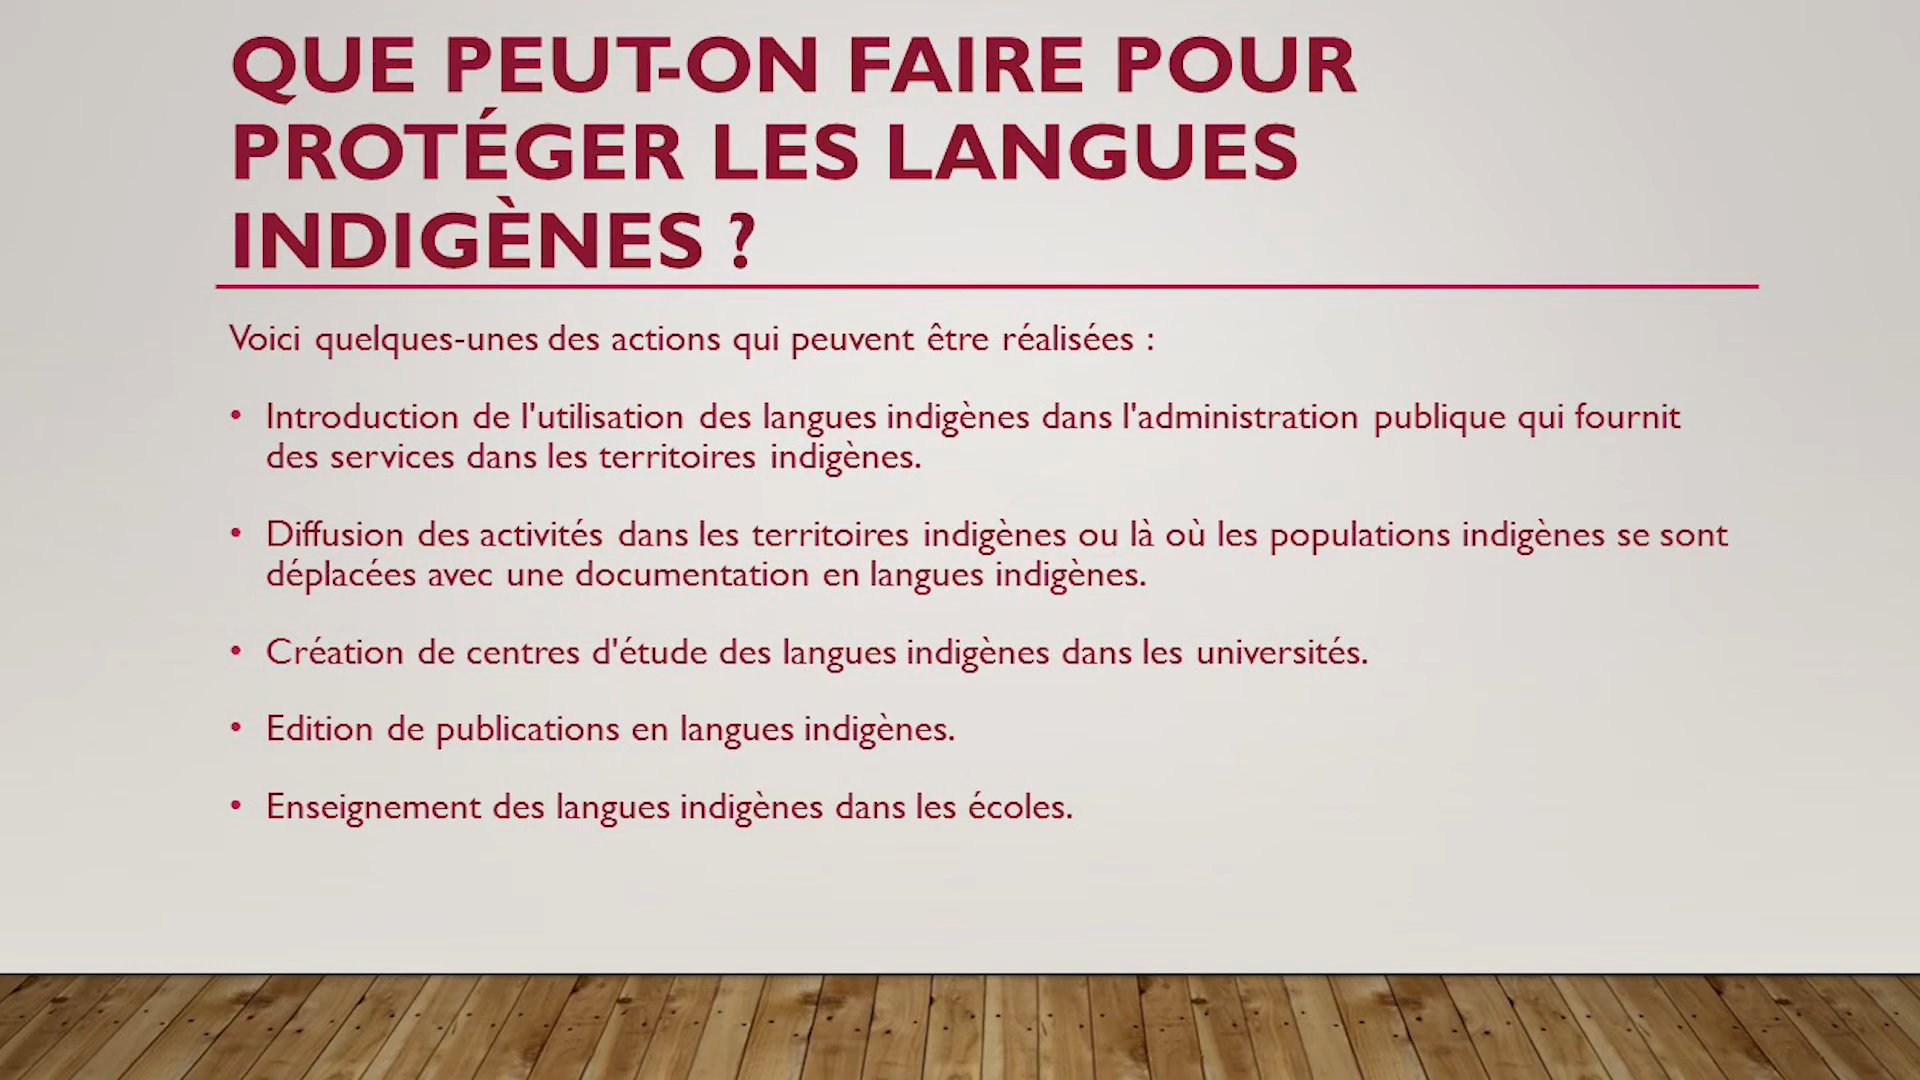 QUE PEUT-ON FAIRE POUR
PROTÉGER LES LANGUES
INDIGÈNES ?
Voici quelques-unes des actions qui peuvent être réalisées :
• Introduction de l'utilisation des langues indigènes dans l'administration publique qui fournit
des services dans les territoires indigènes.
• Diffusion des activités dans les territoires indigènes ou là où les populations indigènes se sont
déplacées avec une documentation en langues indigènes.
• Création de centres d'étude des langues indigènes dans les universités.
• Edition de publications en langues indigènes.
• Enseignement des langues indigènes dans les écoles.